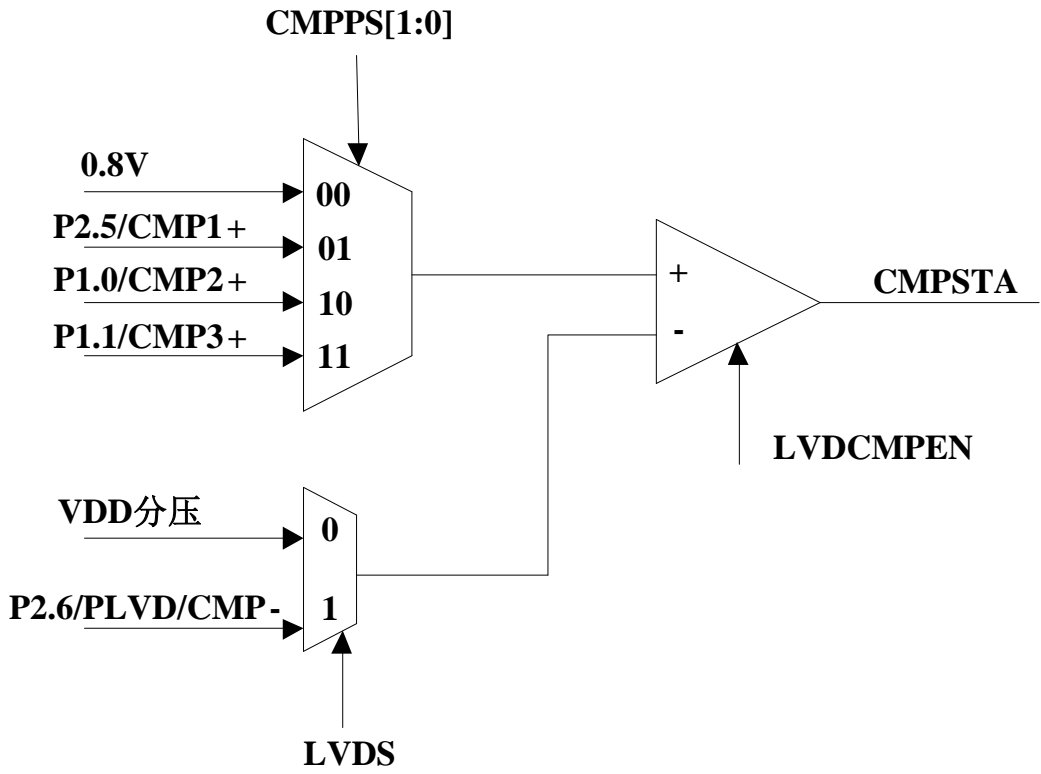 CMPPS[1:0]
0.8V
00
P2.5/CMP1+
01
P1.0/CMP2+
10
P1.1/CMP3+
11
+
-
CMPSTA
LVDCMPEN
VDD分压
0
P2.6/PLVD/CMP-
1
LVDS